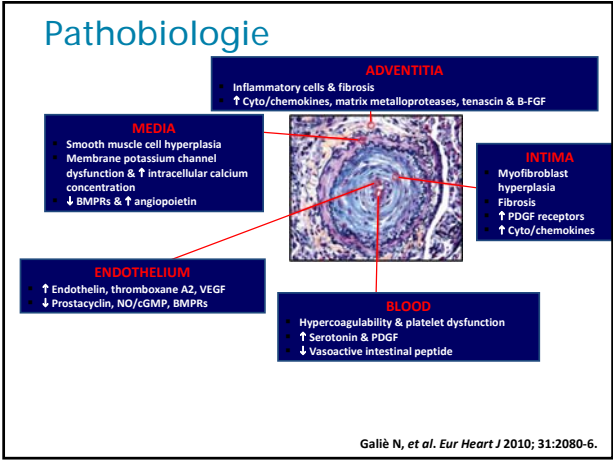 Pathobiologie
ADVENTITIA
Inflammatory cells & fibrosis
↑ Cyto/chemokines, matrix metalloproteases, tenascin & B-FGF
MEDIA
Smooth muscle cell hyperplasia
Membrane potassium channel
dysfunction & ↑ intracellular calcium
concentration
↓ BMPRs & ↑ angiopoietin
INTIMA
Myofibroblast
hyperplasia
Fibrosis
↑ PDGF receptors
↑ Cyto/chemokines
ENDOTHELIUM
↑ Endothelin, thromboxane A2, VEGF
↓ Prostacyclin, NO/cGMP, BMPRs
BLOOD
Hypercoagulability & platelet dysfunction
↑ Serotonin & PDGF
↓ Vasoactive intestinal peptide
Galiè N, et al. Eur Heart J 2010; 31:2080-6.